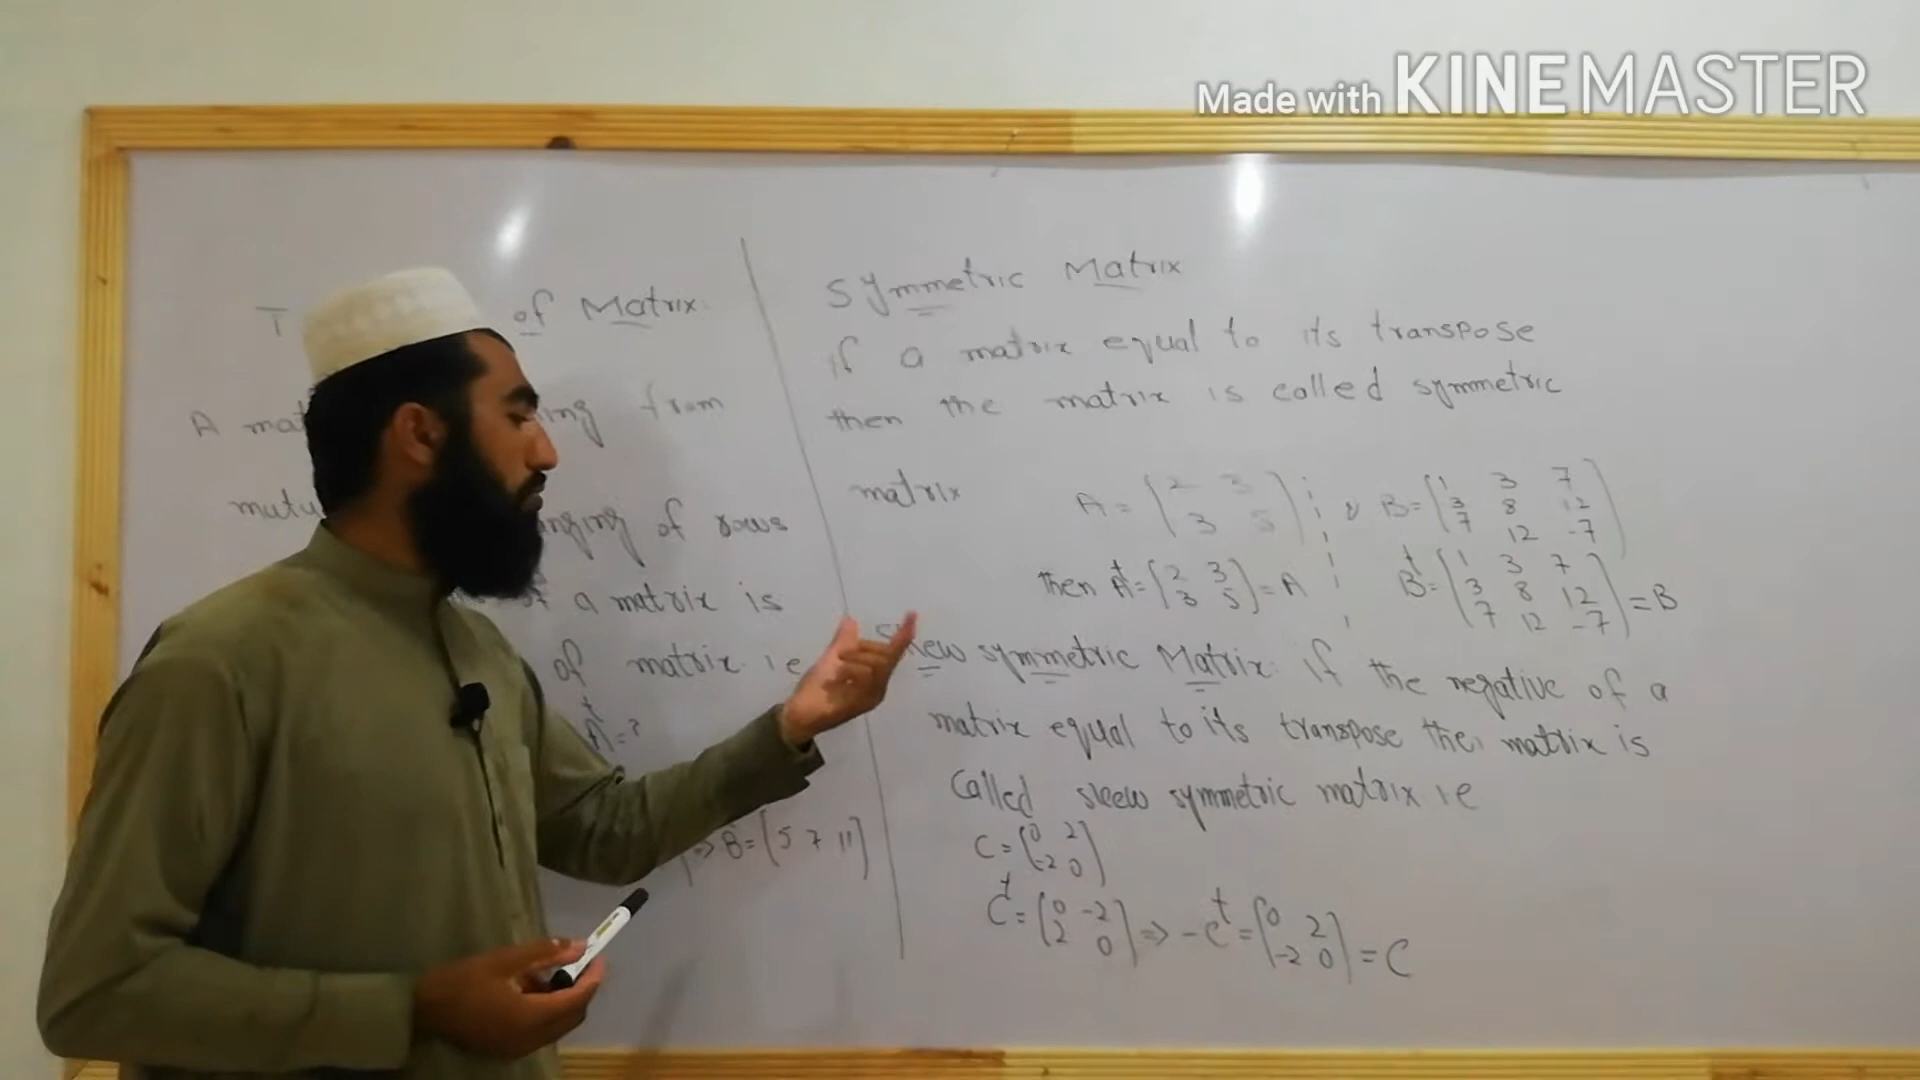 Made with KINEMASTER
of Matrix
A mat ing from
mutu nging of rows
of a matrix is
of matrix i e
A^t = ?
=> B = [5 7 11]
Symmetric Matrix
if a matrix equal to its transpose
then the matrix is called symmetric
matrix A = [2 3 & B = [1 3 7
3 5] 3 8 12
7 12 -7]
then A^t = [2 3 = A B^t = [1 3 7
3 5] 3 8 12 = B
7 12 -7]
Skew symmetric Matrix: if the negative of a
matrix equal to its transpose the matrix is
called skew symmetric matrix i e
C = [0 2
-2 0]
C^t = [0 -2 => -C^t = [0 2
2 0] -2 0] = C